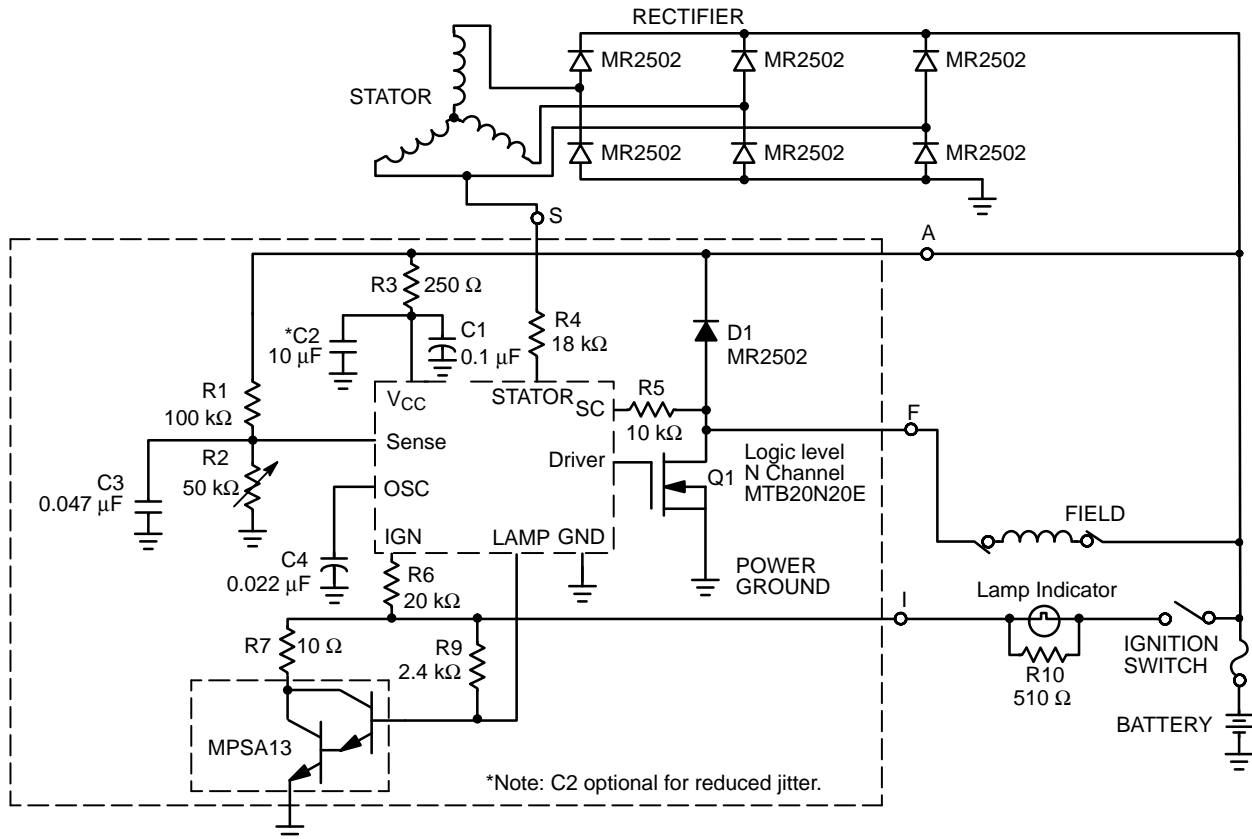 RECTIFIER
MR2502
MR2502
MR2502
STATOR
MR2502
MR2502
MR2502
S
A
R3
250 Ω
*C2
10 µF
C1
0.1 µF
R4
18 kΩ
D1
MR2502
R1
100 kΩ
VCC
STATOR
SC
R5
10 kΩ
F
Sense
Driver
Logic level
N Channel
MTB20N20E
Q1
R2
50 kΩ
C3
0.047 µF
OSC
IGN
LAMP
GND
FIELD
C4
0.022 µF
R6
20 kΩ
POWER
GROUND
I
Lamp Indicator
R7
10 Ω
R9
2.4 kΩ
R10
510 Ω
IGNITION
SWITCH
MPSA13
BATTERY
*Note: C2 optional for reduced jitter.